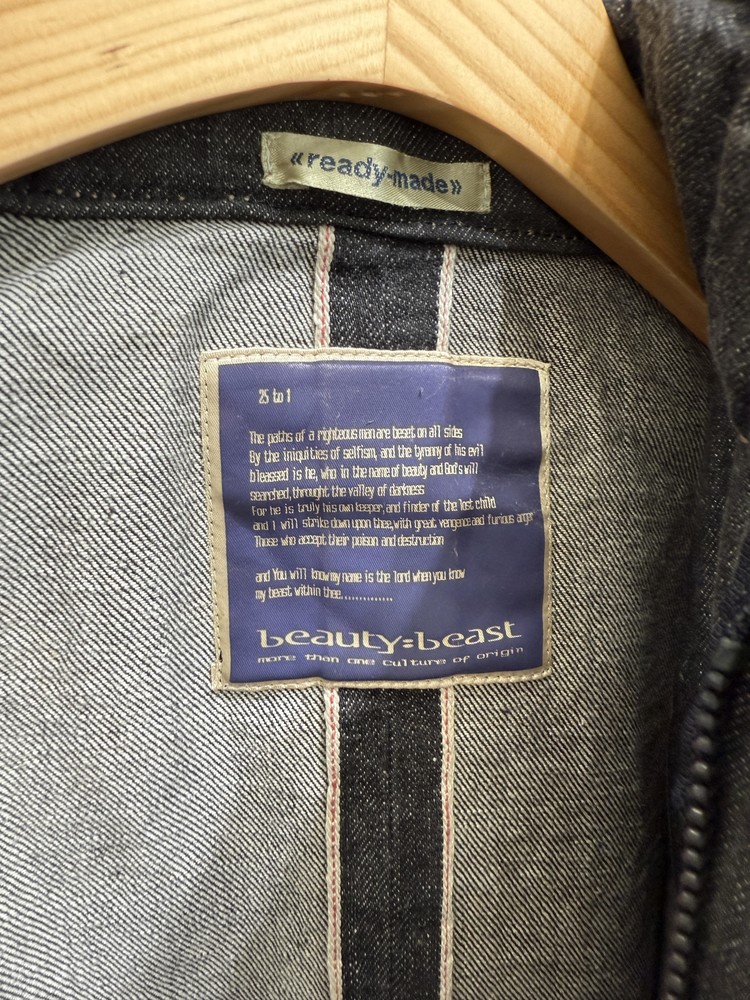 «ready-made»
25 to 1
The paths of a righteous man are beset on all sides
By the iniquities of selfism, and the tyranny of his evil
bleassed is he, who in the name of beauty and God's will
searched, throught the valley of darkness
For he is truly his own keeper, and finder of the lost child
and I will strike down upon thee, with great vengence and furious anger
Those who accept their poison and destruction
and You will know my name is the lord when you know
my beast within thee.............
beauty:beast
more than one culture of origin